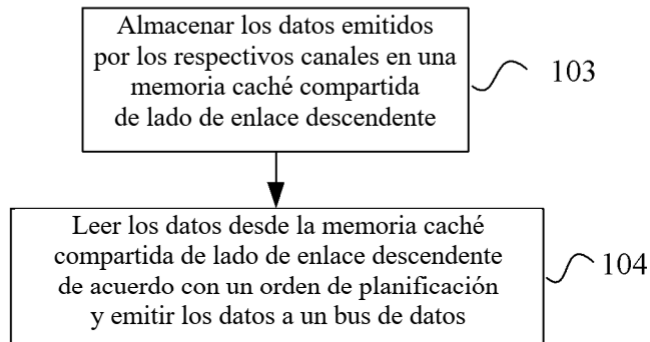 Almacenar los datos emitidos
por los respectivos canales en una
memoria caché compartida
de lado de enlace descendente
103
Leer los datos desde la memoria caché
compartida de lado de enlace descendente
de acuerdo con un orden de planificación
y emitir los datos a un bus de datos
104